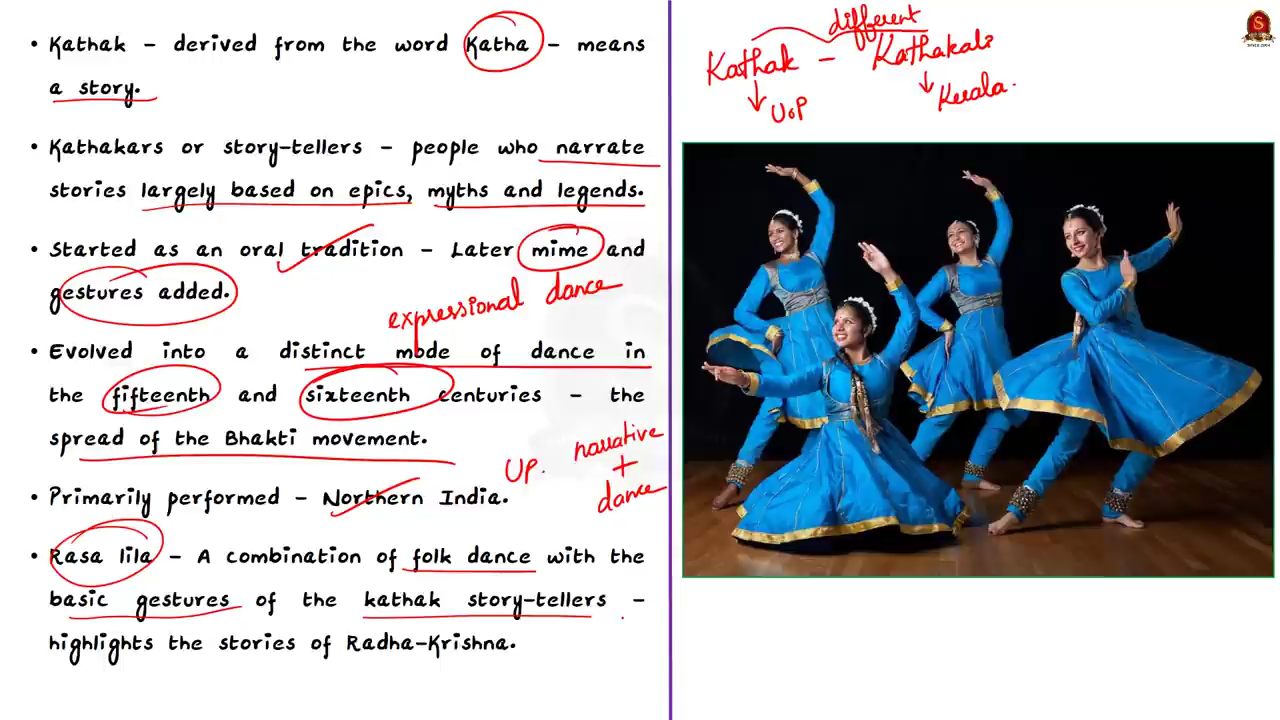 • Kathak – derived from the word Katha – means
a story.
• Kathakars or story-tellers – people who narrate
stories largely based on epics, myths and legends.
• Started as an oral tradition – Later mime and
gestures added.
expressional dance
• Evolved into a distinct mode of dance in
the fifteenth and sixteenth centuries – the
spread of the Bhakti movement.
UP. narrative
+
dance
• Primarily performed – Northern India.
• Rasa lila – A combination of folk dance with the
basic gestures of the kathak story-tellers –
highlights the stories of Radha-Krishna.
different
Kathak – Kathakali
↓ U.P ↓ Kerala.